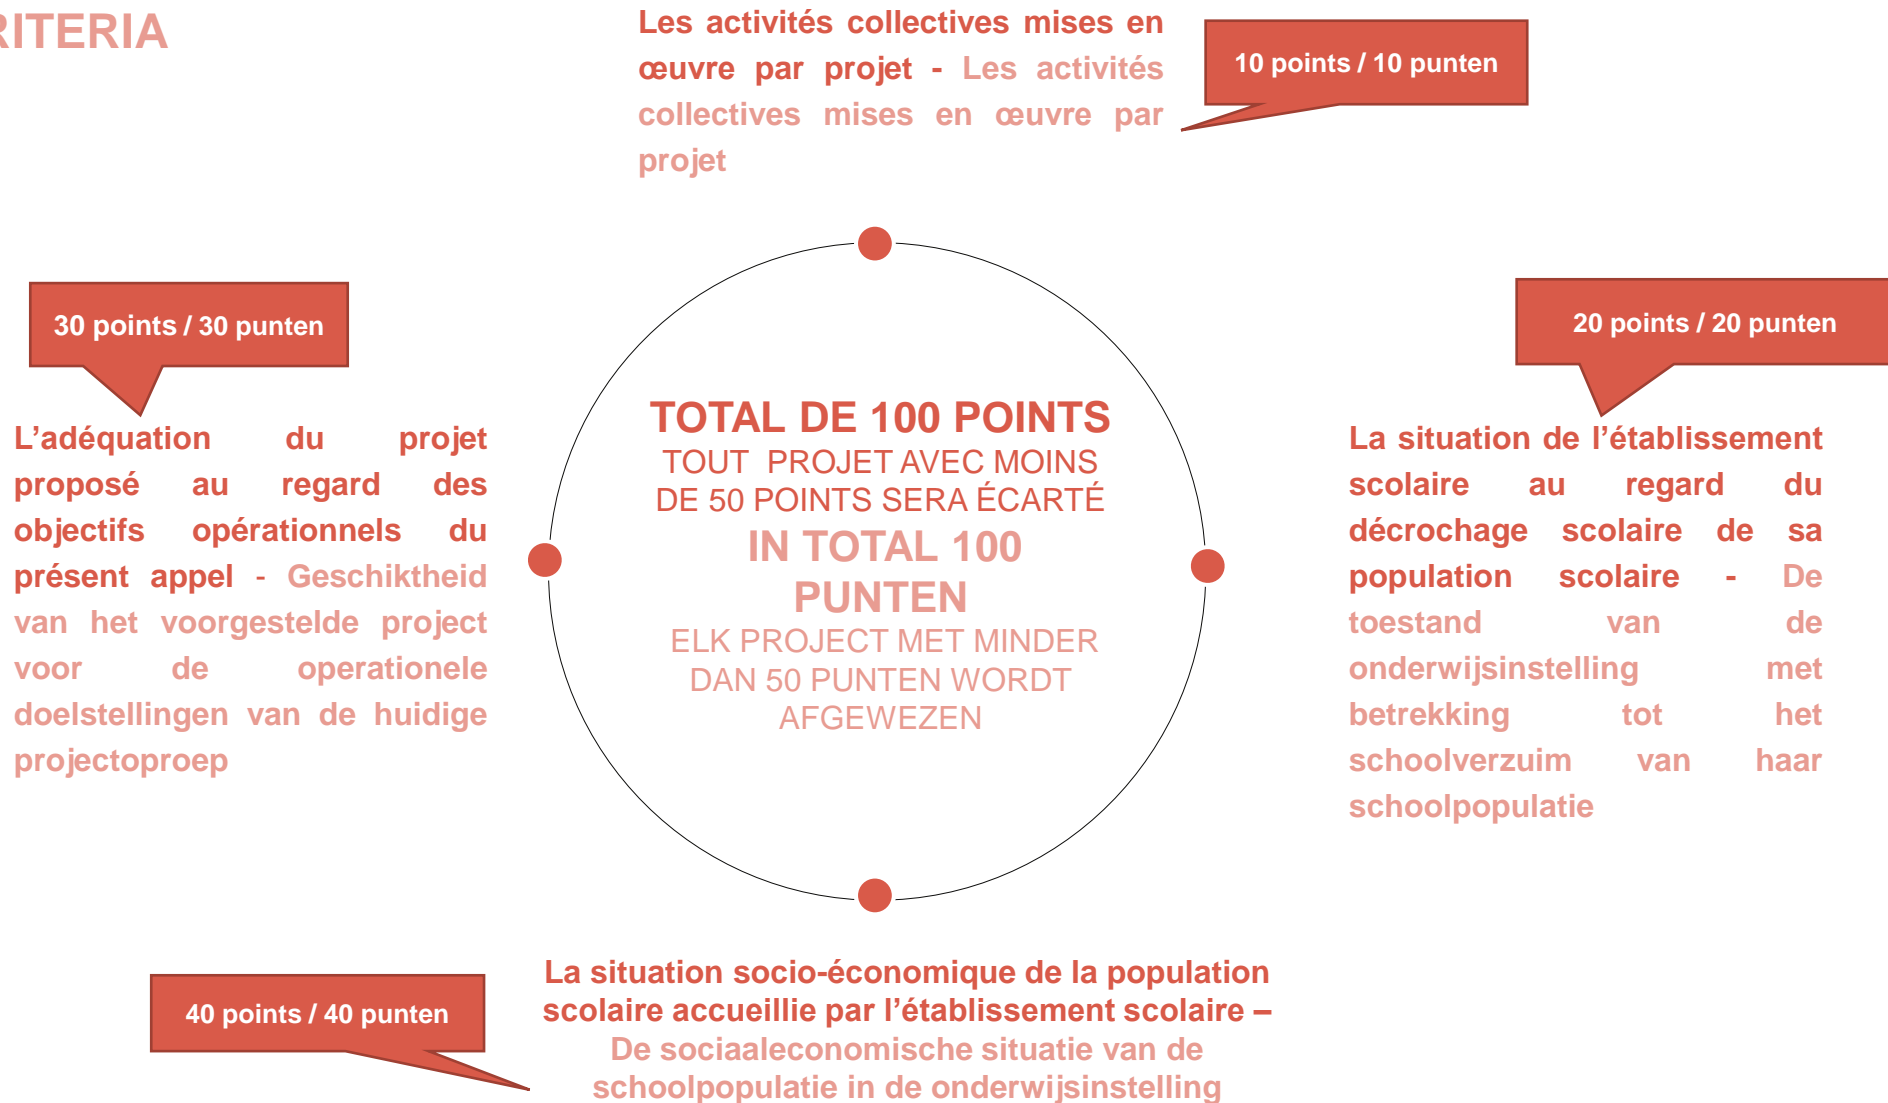 RITERIA
Les activités collectives mises en
œuvre par projet - Les activités
collectives mises en œuvre par
projet
10 points / 10 punten
30 points / 30 punten
L’adéquation du projet
proposé au regard des
objectifs opérationnels du
présent appel - Geschiktheid
van het voorgestelde project
voor de operationele
doelstellingen van de huidige
projectoproep
TOTAL DE 100 POINTS
TOUT PROJET AVEC MOINS
DE 50 POINTS SERA ÉCARTÉ
IN TOTAL 100
PUNTEN
ELK PROJECT MET MINDER
DAN 50 PUNTEN WORDT
AFGEWEZEN
20 points / 20 punten
La situation de l’établissement
scolaire au regard du
décrochage scolaire de sa
population scolaire - De
toestand van de
onderwijsinstelling met
betrekking tot het
schoolverzuim van haar
schoolpopulatie
40 points / 40 punten
La situation socio-économique de la population
scolaire accueillie par l’établissement scolaire –
De sociaaleconomische situatie van de
schoolpopulatie in de onderwijsinstelling